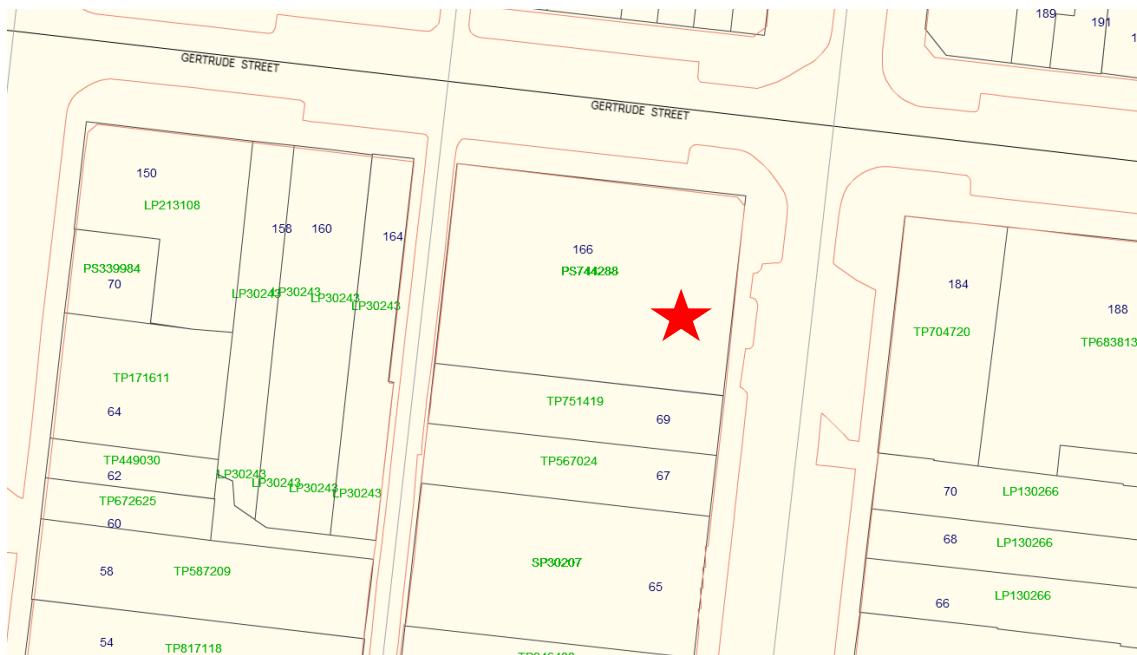 189
191
GERTRUDE STREET
GERTRUDE STREET
150
LP213108
158
160
164
PS339984
70
LP30243
LP30243
LP30243
LP30243
166
184
TP704720
188
TP683813
TP171611
64
TP751419
69
TP449030
62
LP30243
LP30243
LP30243
LP30243
TP567024
67
TP672625
60
70
LP130266
68
LP130266
58
TP587209
SP30207
65
66
LP130266
54
TP817118